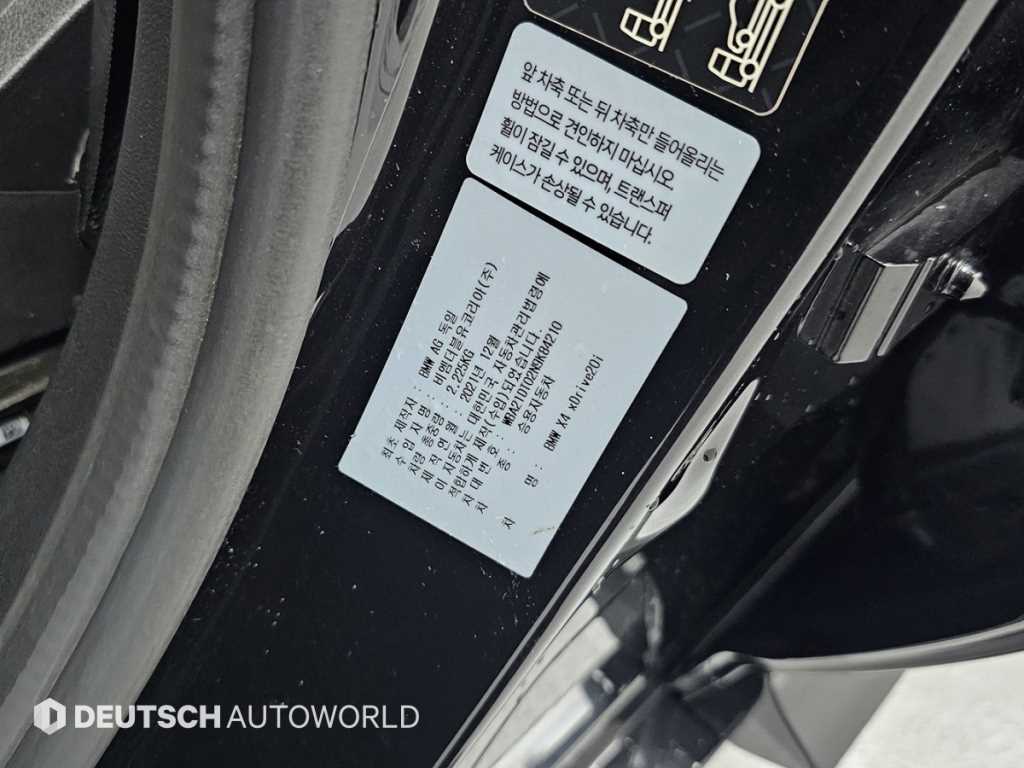 앞 차축 또는 뒤 차축만 들어올리는
방법으로 견인하지 마십시오
휠이 잠길 수 있으며, 트랜스퍼
케이스가 손상될 수 있습니다.
최초 제작자 : BMW AG 독일
수 입 자 명 : 비엠더블유코리아(주)
차량 총중량 : 2,225KG
제 작 연 월 : 2021년 12월
이 자동차는 대한민국 자동차관리법령에
적합하게 제작(수입)되었습니다.
차 대 번 호 : WBA21DT02N9K84210
차 종 : 승용자동차
차 명 : BMW X4 xDrive20i
DEUTSCH AUTOWORLD